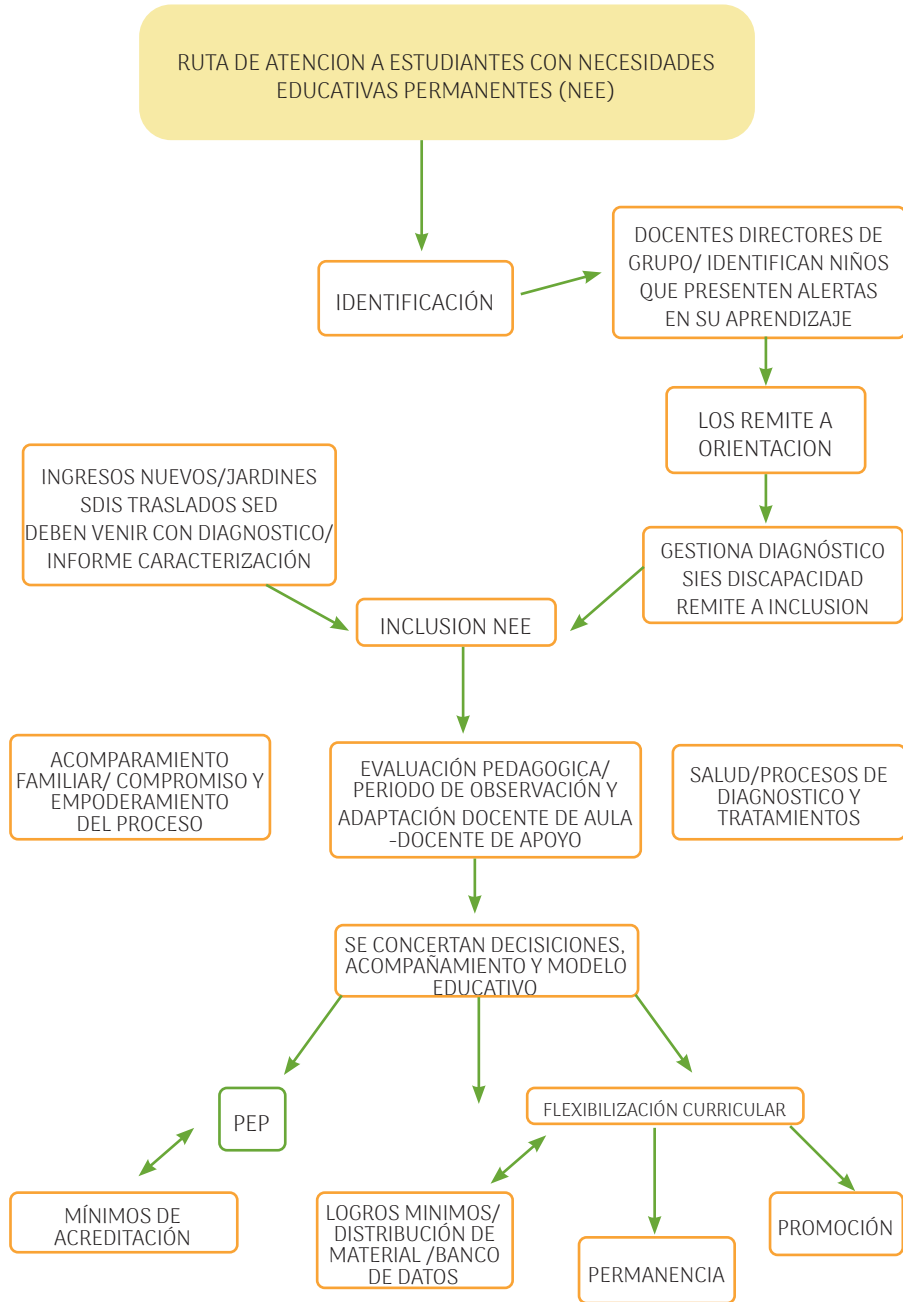 RUTA DE ATENCION A ESTUDIANTES CON NECESIDADES
EDUCATIVAS PERMANENTES (NEE)
IDENTIFICACIÓN
DOCENTES DIRECTORES DE
GRUPO/ IDENTIFICAN NIÑOS
QUE PRESENTEN ALERTAS
EN SU APRENDIZAJE
LOS REMITE A
ORIENTACION
INGRESOS NUEVOS/JARDINES
SDIS TRASLADOS SED
DEBEN VENIR CON DIAGNOSTICO/
INFORME CARACTERIZACIÓN
GESTIONA DIAGNÓSTICO
SIES DISCAPACIDAD
REMITE A INCLUSION
INCLUSION NEE
ACOMPARAMIENTO
FAMILIAR/ COMPROMISO Y
EMPODERAMIENTO
DEL PROCESO
EVALUACIÓN PEDAGOGICA/
PERIODO DE OBSERVACIÓN Y
ADAPTACIÓN DOCENTE DE AULA
-DOCENTE DE APOYO
SALUD/PROCESOS DE
DIAGNOSTICO Y
TRATAMIENTOS
SE CONCERTAN DECISICIONES,
ACOMPAÑAMIENTO Y MODELO
EDUCATIVO
PEP
FLEXIBILIZACIÓN CURRICULAR
MÍNIMOS DE
ACREDITACIÓN
LOGROS MINIMOS/
DISTRIBUCIÓN DE
MATERIAL /BANCO
DE DATOS
PERMANENCIA
PROMOCIÓN